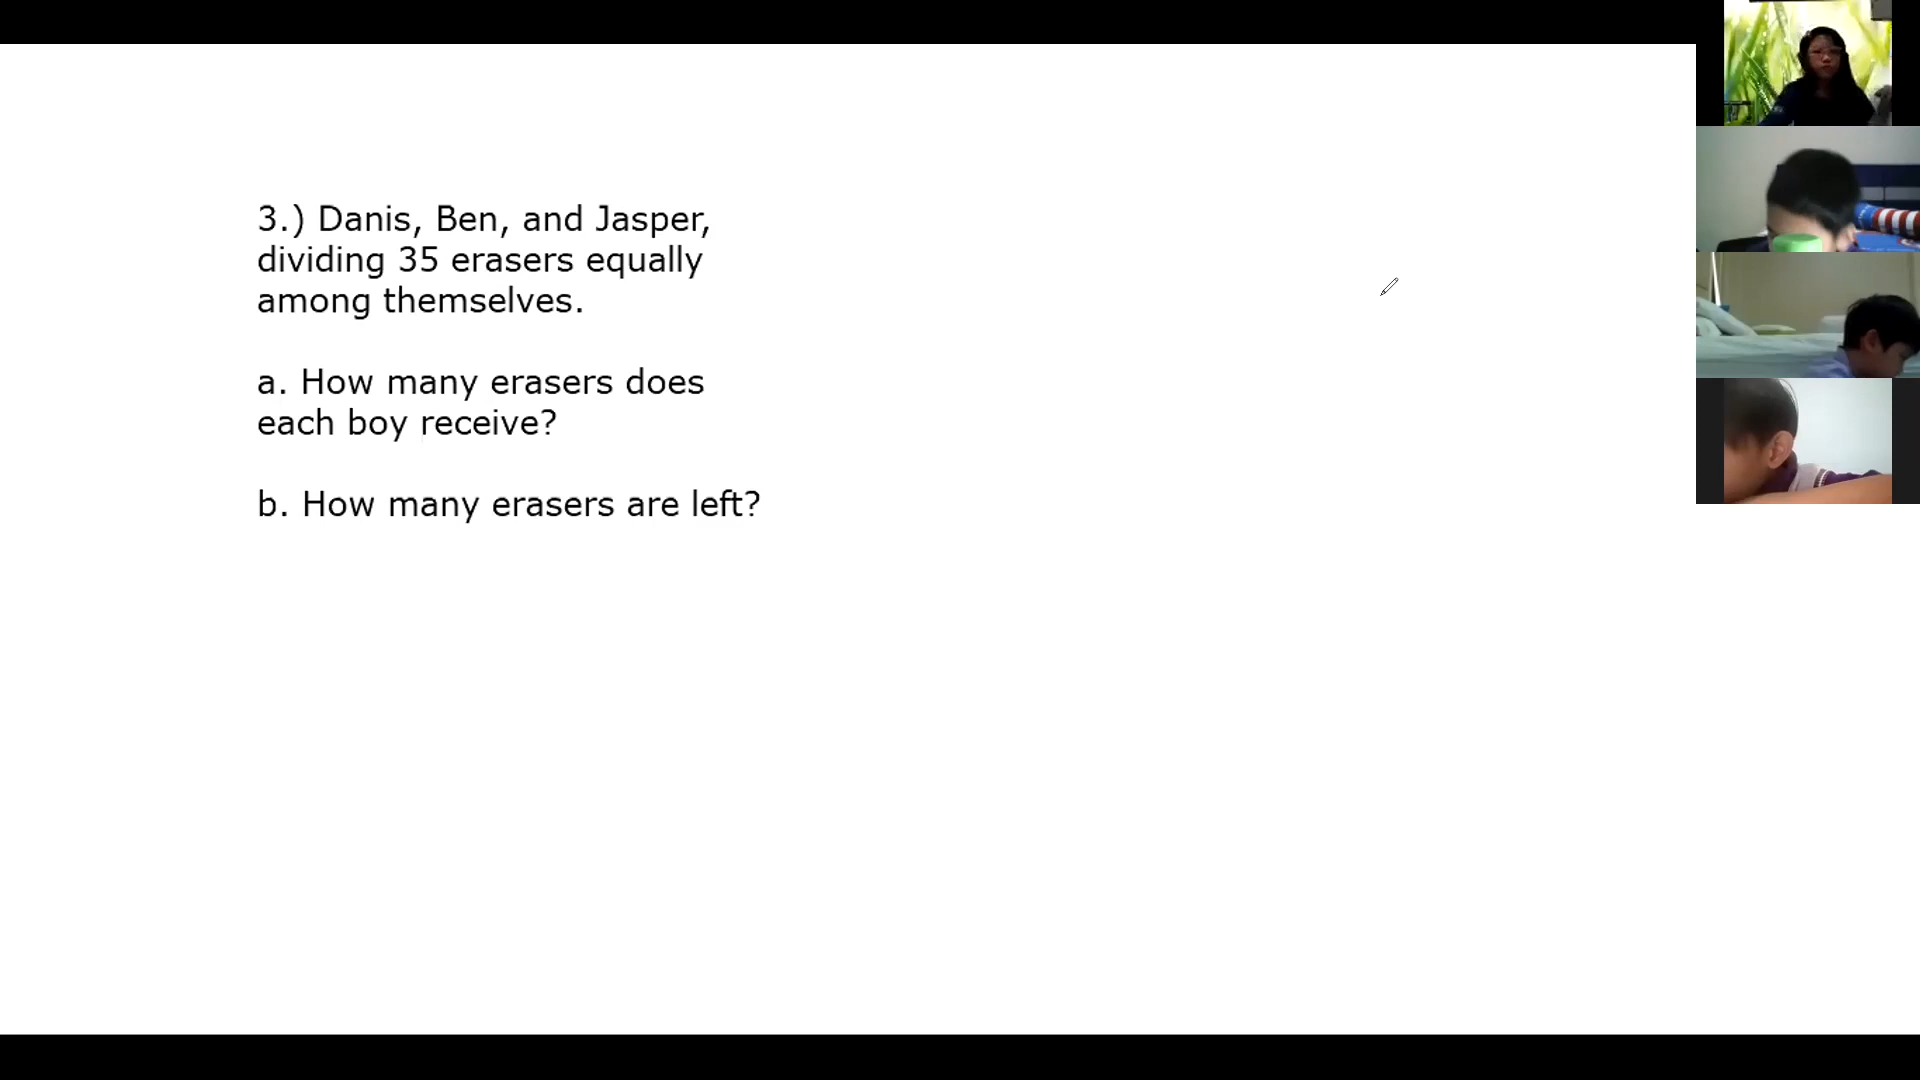 3.) Danis, Ben, and Jasper,
dividing 35 erasers equally
among themselves.
a. How many erasers does
each boy receive?
b. How many erasers are left?